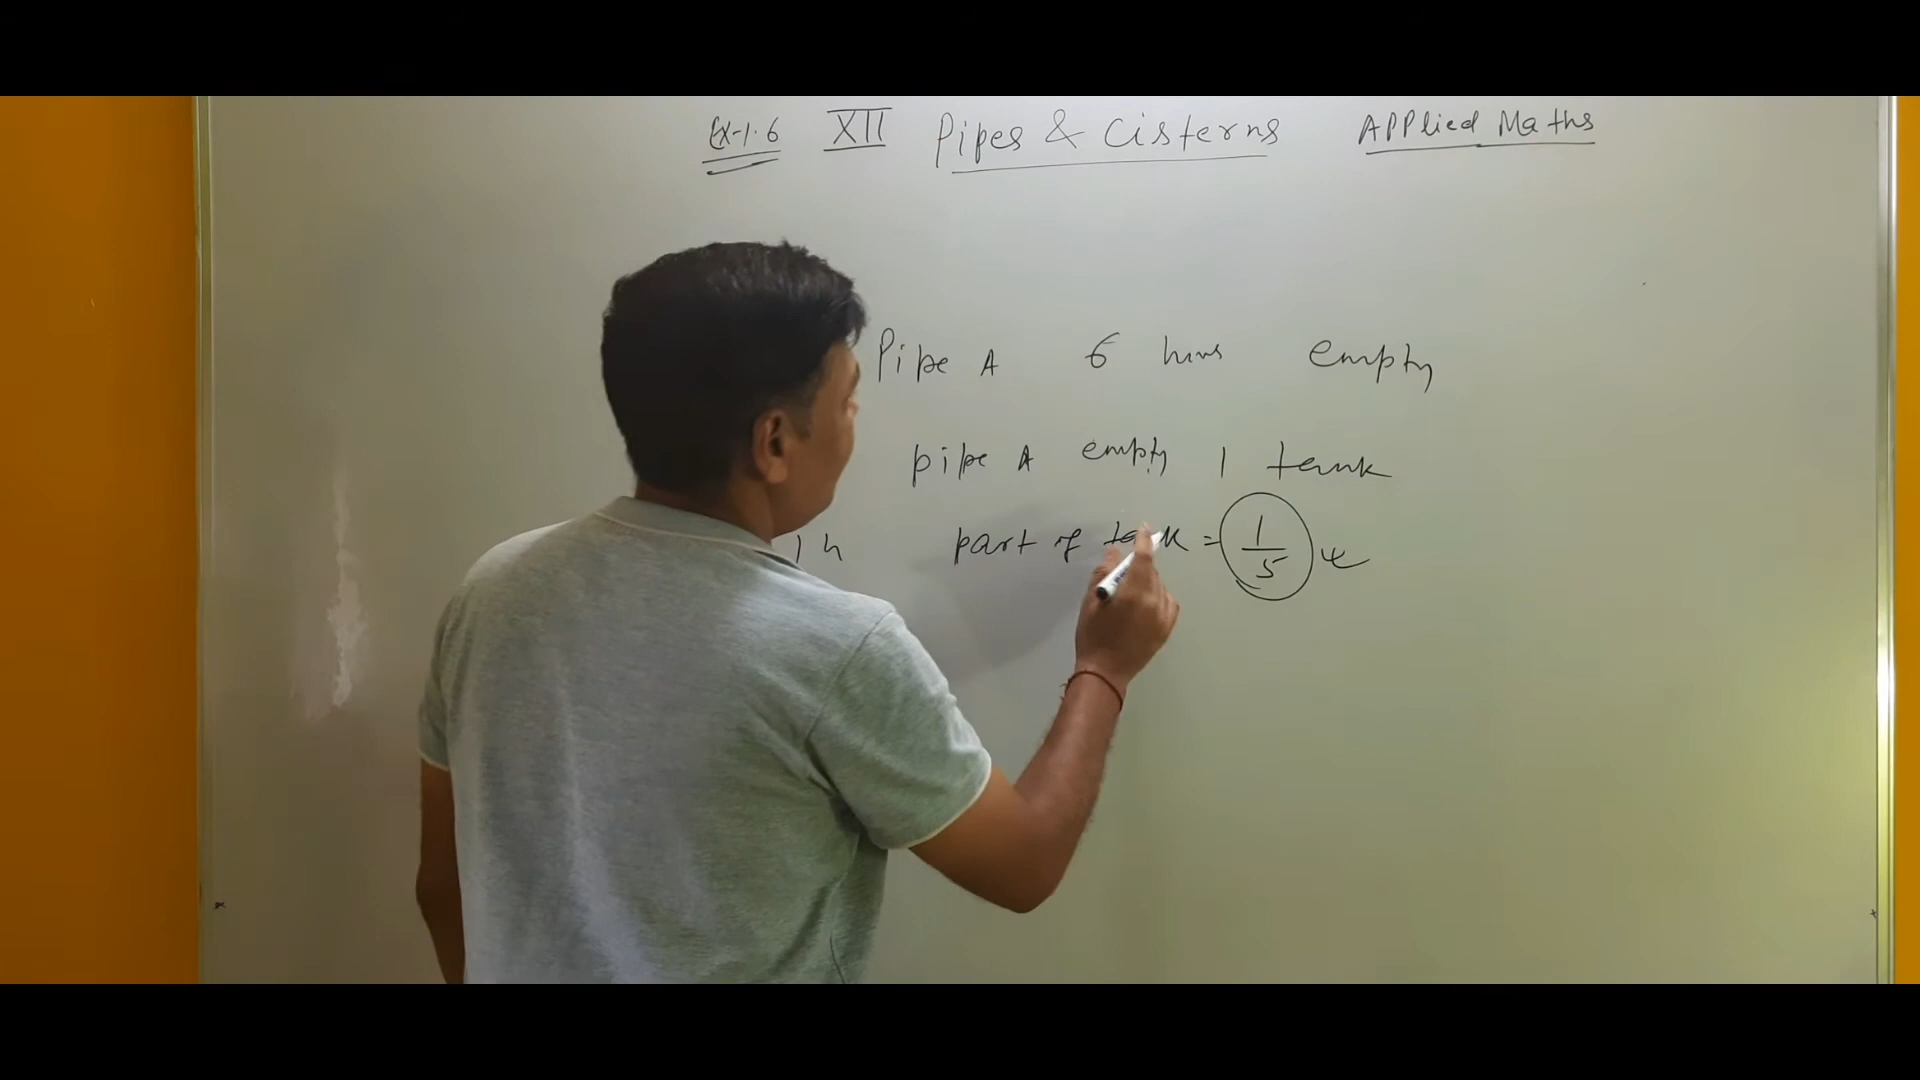 Ex-1.6 XII Pipes & Cisterns Applied Maths
Pipe A 6 hours empty
pipe A empty 1 tank
1 h part of tank = 1/5